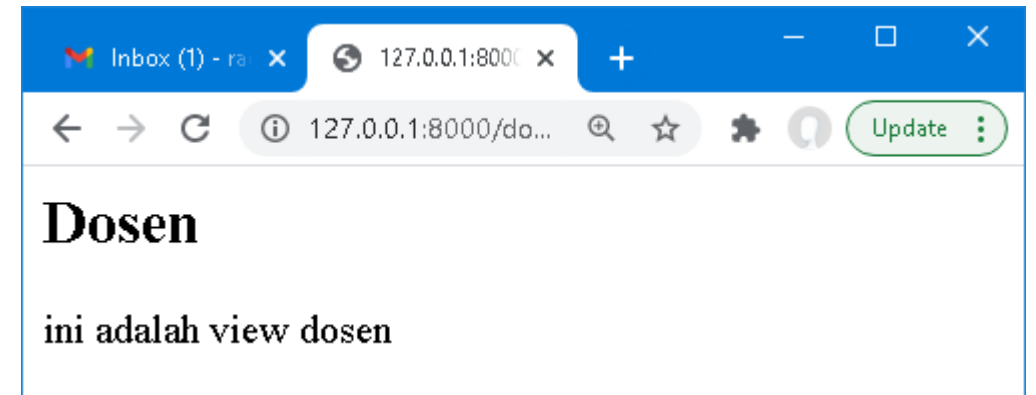 Inbox (1) - ra
127.0.0.1:8000
127.0.0.1:8000/do...
Update
Dosen
ini adalah view dosen